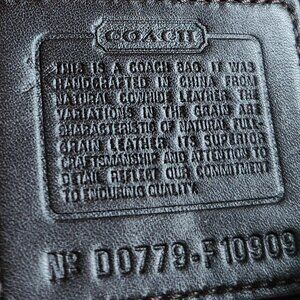 COACH
THIS IS A COACH BAG. IT WAS
HANDCRAFTED IN CHINA FROM
NATURAL COWHIDE LEATHER. THE
VARIATIONS IN THE GRAIN ARE
CHARACTERISTIC OF NATURAL FULL-
GRAIN LEATHER. ITS SUPERIOR
CRAFTSMANSHIP AND ATTENTION TO
DETAIL REFLECT OUR COMMITMENT
TO ENDURING QUALITY.
Nº D0779-F10909